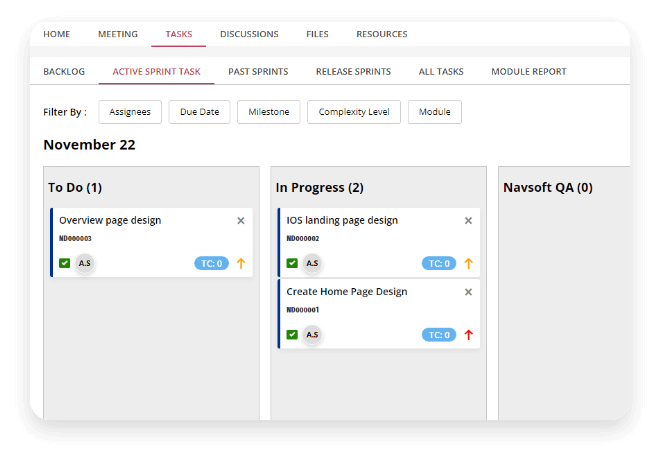 HOME MEETING TASKS DISCUSSIONS FILES RESOURCES
BACKLOG ACTIVE SPRINT TASK PAST SPRINTS RELEASE SPRINTS ALL TASKS MODULE REPORT
Filter By : Assignees Due Date Milestone Complexity Level Module
November 22
To Do (1)
Overview page design
ND000003
A.S TC: 0
In Progress (2)
IOS landing page design
ND000002
A.S TC: 0
Create Home Page Design
ND000001
A.S TC: 0
Navsoft QA (0)